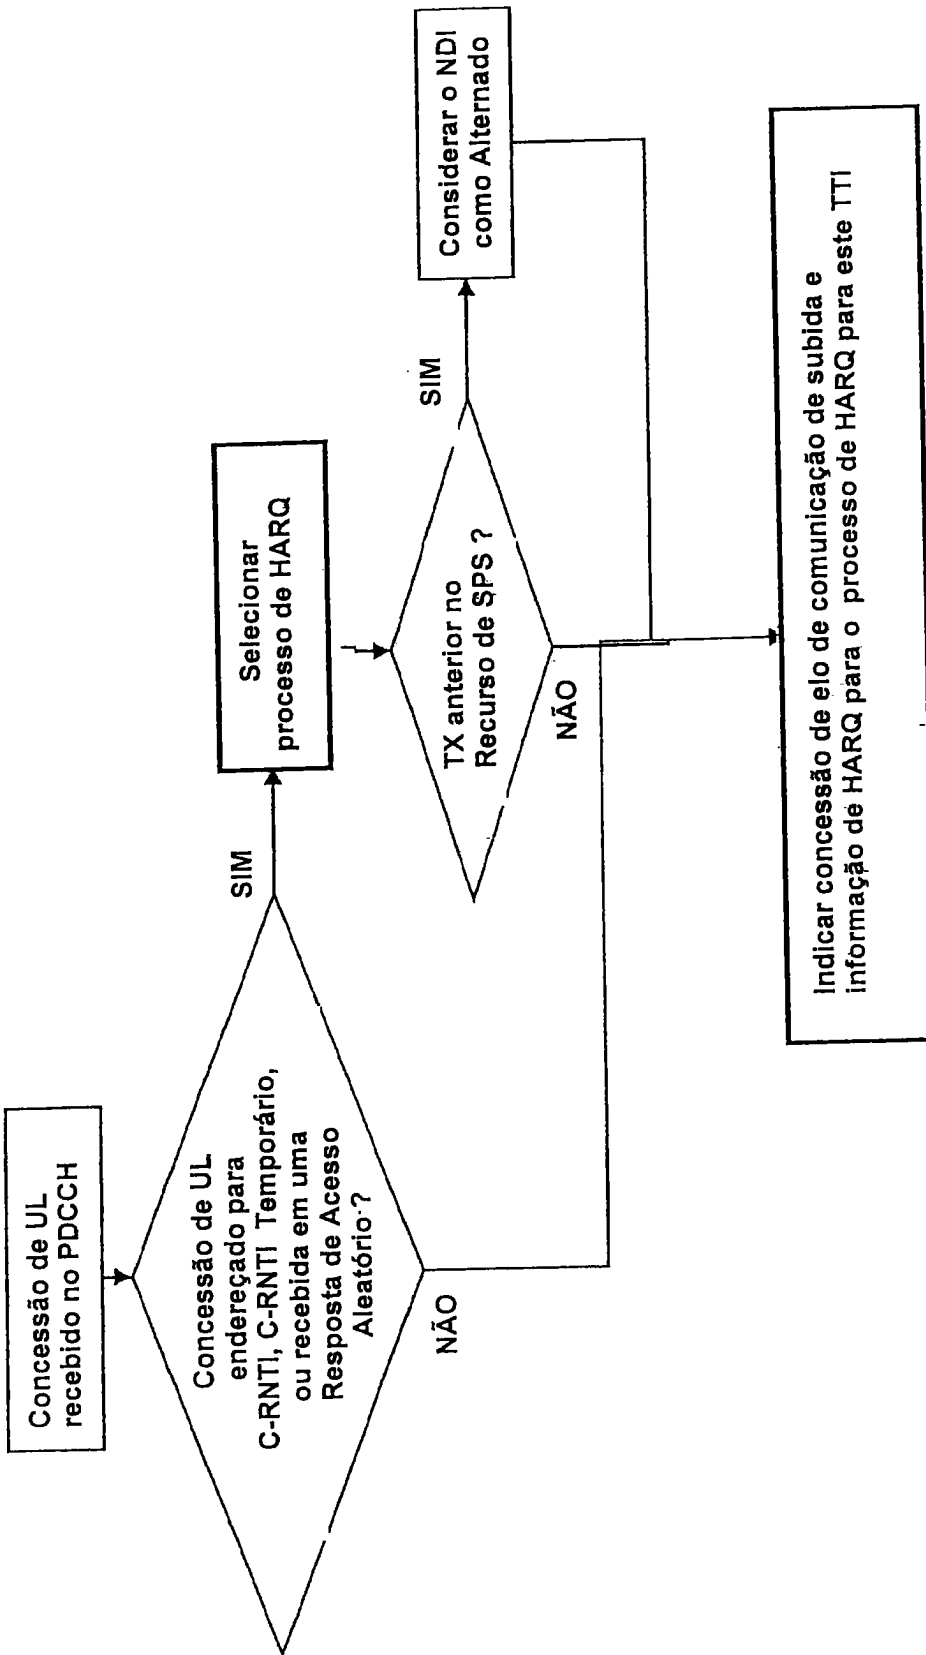 Concessão de UL
recebido no PDCCH
Concessão de UL
endereçado para
C-RNTI, C-RNTI Temporário,
ou recebida em uma
Resposta de Acesso
Aleatório ?
SIM
NÃO
Selecionar
processo de HARQ
TX anterior no
Recurso de SPS ?
SIM
NÃO
Considerar o NDI
como Alternado
Indicar concessão de elo de comunicação de subida e
informação de HARQ para o processo de HARQ para este TTI